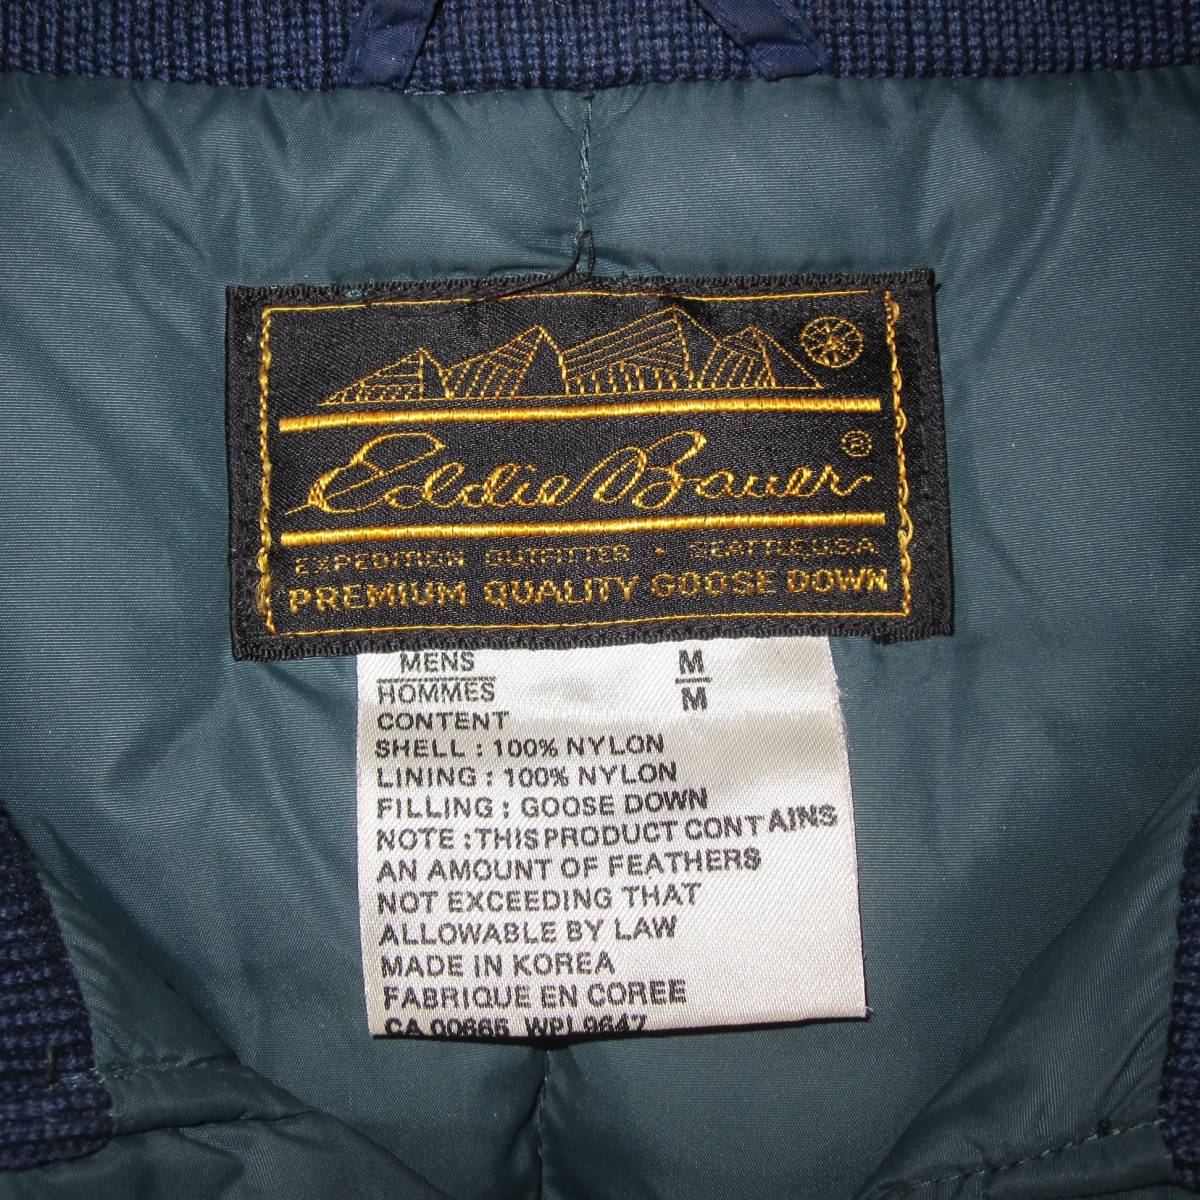 Eddie Bauer ®
EXPEDITION OUTFITTER • SEATTLE U.S.A.
PREMIUM QUALITY GOOSE DOWN
MENS M
HOMMES M
CONTENT
SHELL : 100% NYLON
LINING : 100% NYLON
FILLING : GOOSE DOWN
NOTE : THIS PRODUCT CONTAINS
AN AMOUNT OF FEATHERS
NOT EXCEEDING THAT
ALLOWABLE BY LAW
MADE IN KOREA
FABRIQUE EN COREE
CA 00666 WPL 9647